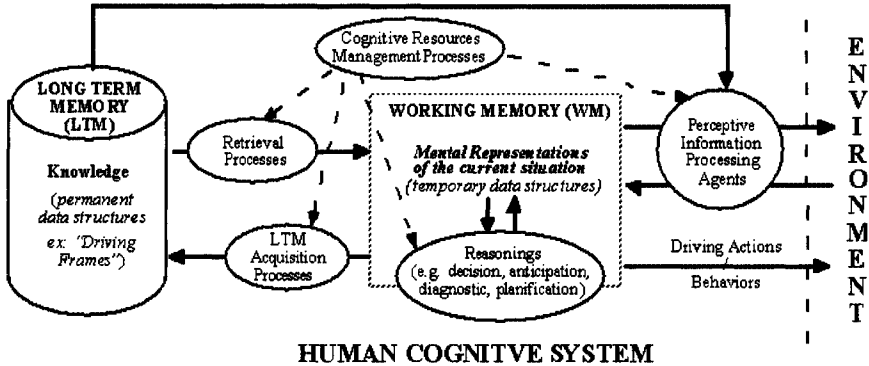 Cognitive Resources
Management Processes
LONG TERM
MEMORY
(LTM)
Knowledge
(permanent
data structures
ex: "Driving
Frames")
Retrieval
Processes
LTM
Acquisition
Processes
WORKING MEMORY (WM)
Mental Representations
of the current situation
(temporary data structures)
Reasonings
(e.g. decision, anticipation,
diagnostic, planification)
Perceptive
Information
Processing
Agents
Driving Actions
/
Behaviors
ENVIRONMENT
HUMAN COGNITVE SYSTEM